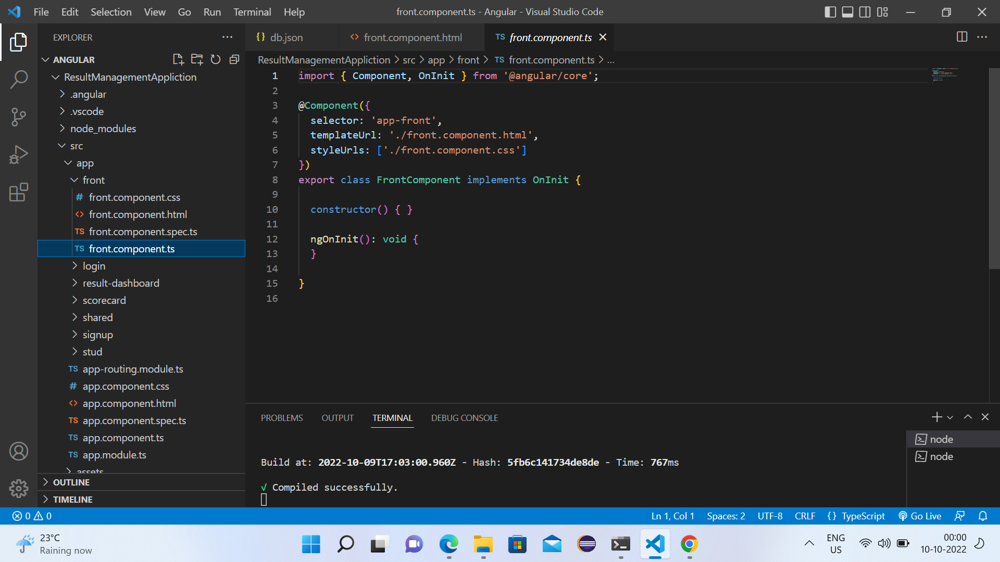 File Edit Selection View Go Run Terminal Help
front.component.ts - Angular - Visual Studio Code
EXPLORER
ANGULAR
ResultManagementAppliction
.angular
.vscode
node_modules
src
app
front
# front.component.css
<> front.component.html
TS front.component.spec.ts
TS front.component.ts
login
result-dashboard
scorecard
shared
signup
stud
TS app-routing.module.ts
# app.component.css
<> app.component.html
TS app.component.spec.ts
TS app.component.ts
TS app.module.ts
assets
OUTLINE
TIMELINE
{} db.json
<> front.component.html
TS front.component.ts
ResultManagementAppliction > src > app > front > TS front.component.ts > ...
1 import { Component, OnInit } from '@angular/core';
2
3 @Component({
4 selector: 'app-front',
5 templateUrl: './front.component.html',
6 styleUrls: ['./front.component.css']
7 })
8 export class FrontComponent implements OnInit {
9
10 constructor() { }
11
12 ngOnInit(): void {
13 }
14
15 }
16
PROBLEMS OUTPUT TERMINAL DEBUG CONSOLE
Build at: 2022-10-09T17:03:00.960Z - Hash: 5fb6c141734de8de - Time: 767ms
√ Compiled successfully.
node
node
0 0
Ln 1, Col 1 Spaces: 2 UTF-8 CRLF {} TypeScript Go Live
23°C
Raining now
ENG
US
00:00
10-10-2022